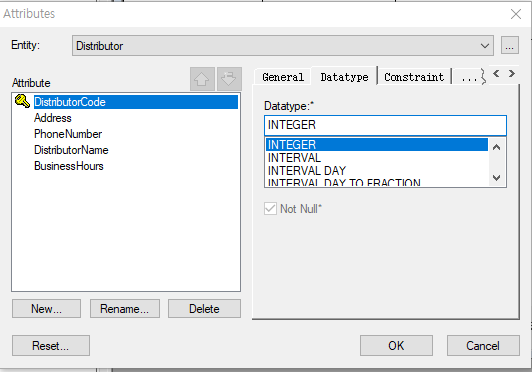 Attributes
Entity:
Distributor
...
Attribute
DistributorCode
Address
PhoneNumber
DistributorName
BusinessHours
New...
Rename...
Delete
General
Datatype
Constraint
...
Datatype:*
INTEGER
INTEGER
INTERVAL
INTERVAL DAY
INTERVAL DAY TO FRACTION
Not Null*
Reset...
OK
Cancel